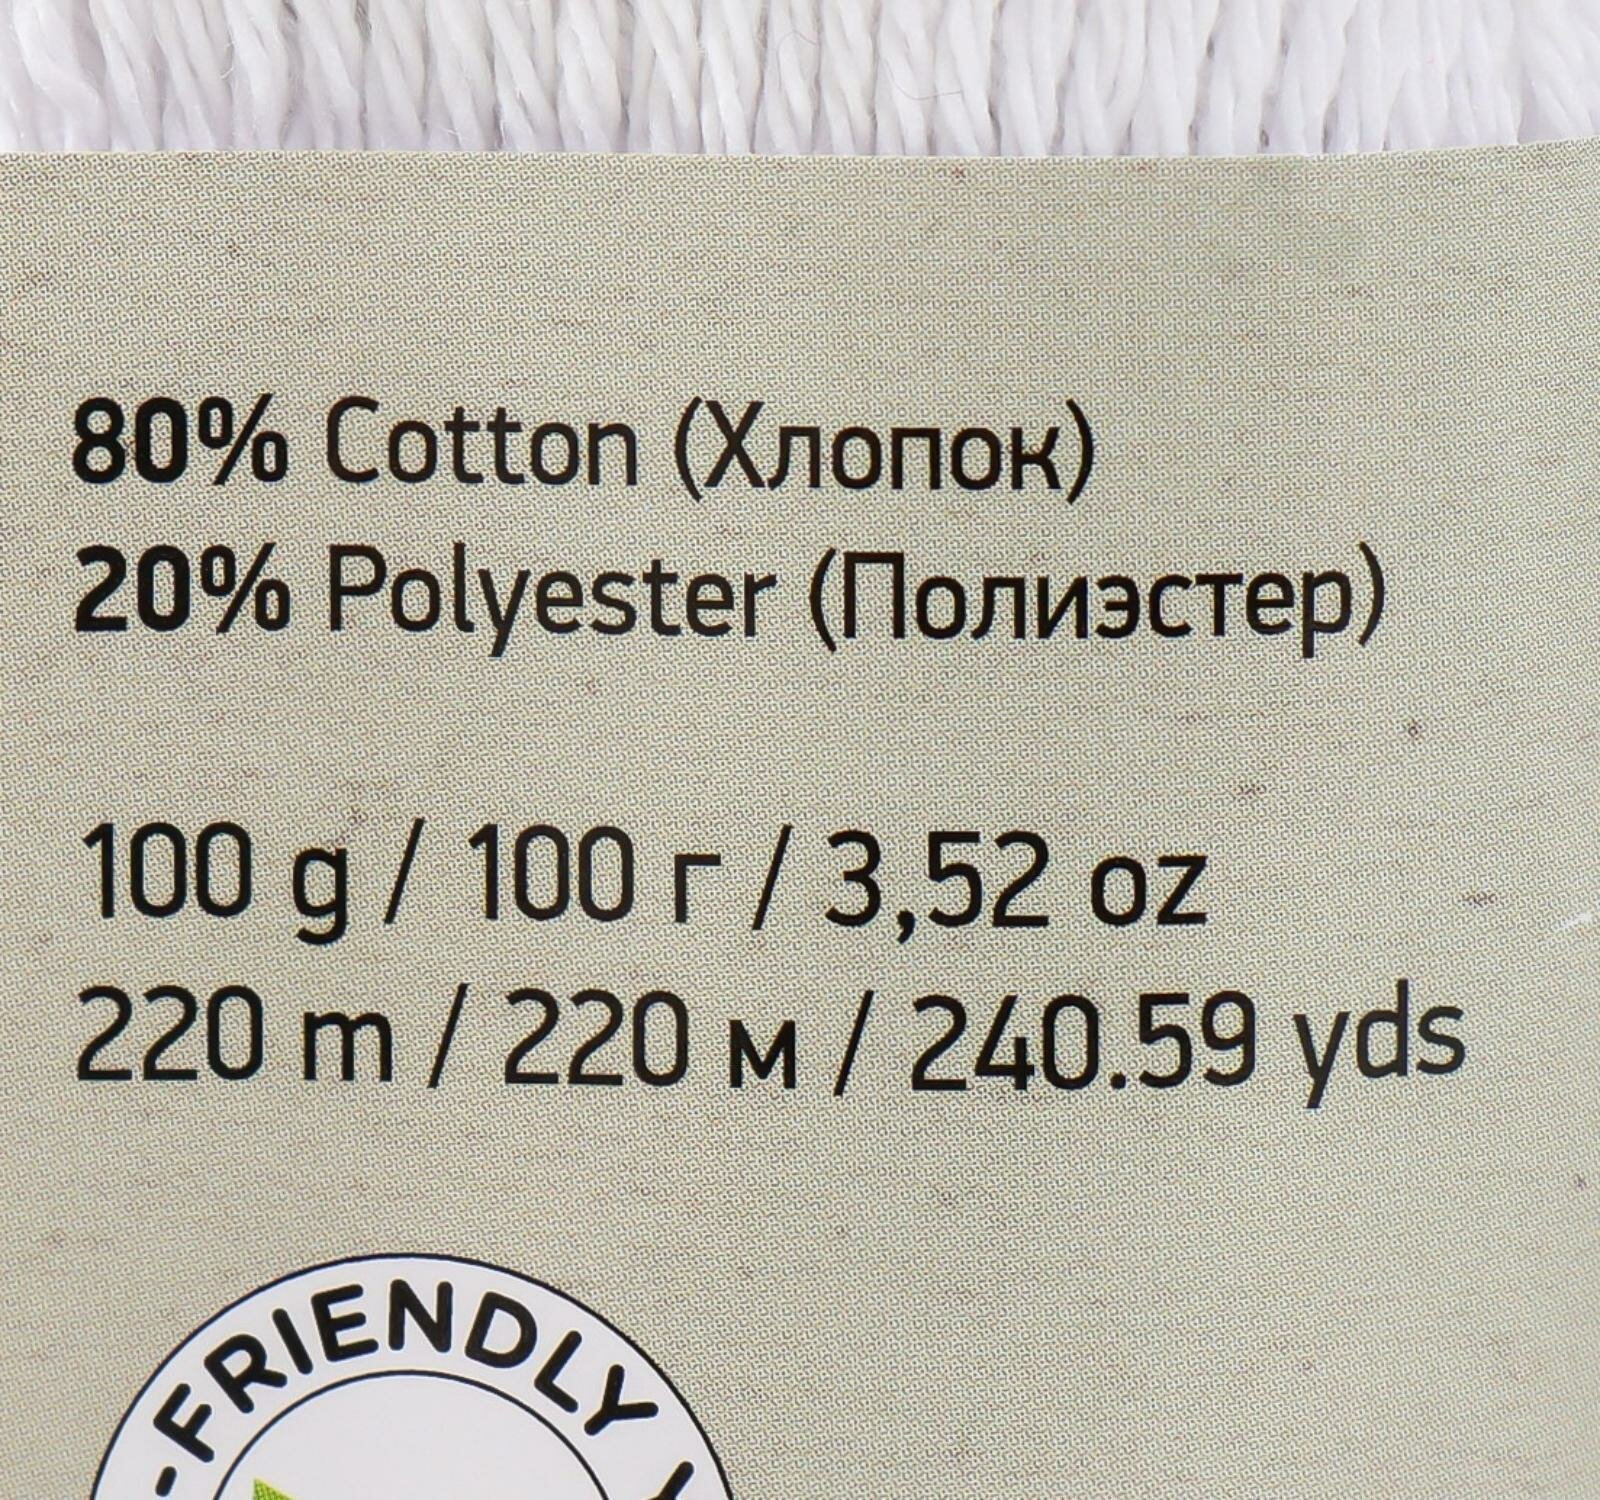 80% Cotton (Хлопок)
20% Polyester (Полиэстер)
100 g / 100 г / 3,52 oz
220 m / 220 м / 240.59 yds
-FRIENDLY